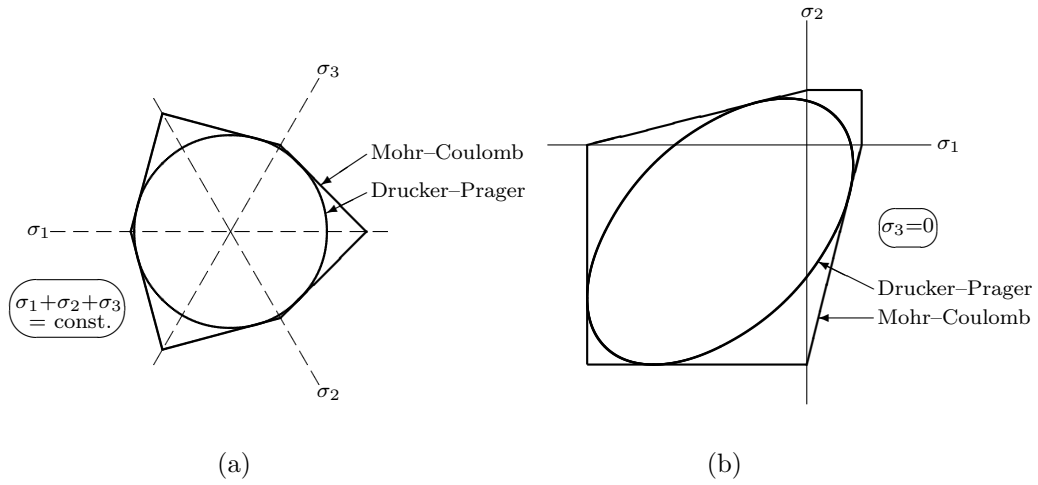 σ₃
Mohr–Coulomb
Drucker–Prager
σ₁
σ₁+σ₂+σ₃
= const.
σ₂
(a)
σ₂
σ₁
σ₃=0
Drucker–Prager
Mohr–Coulomb
(b)